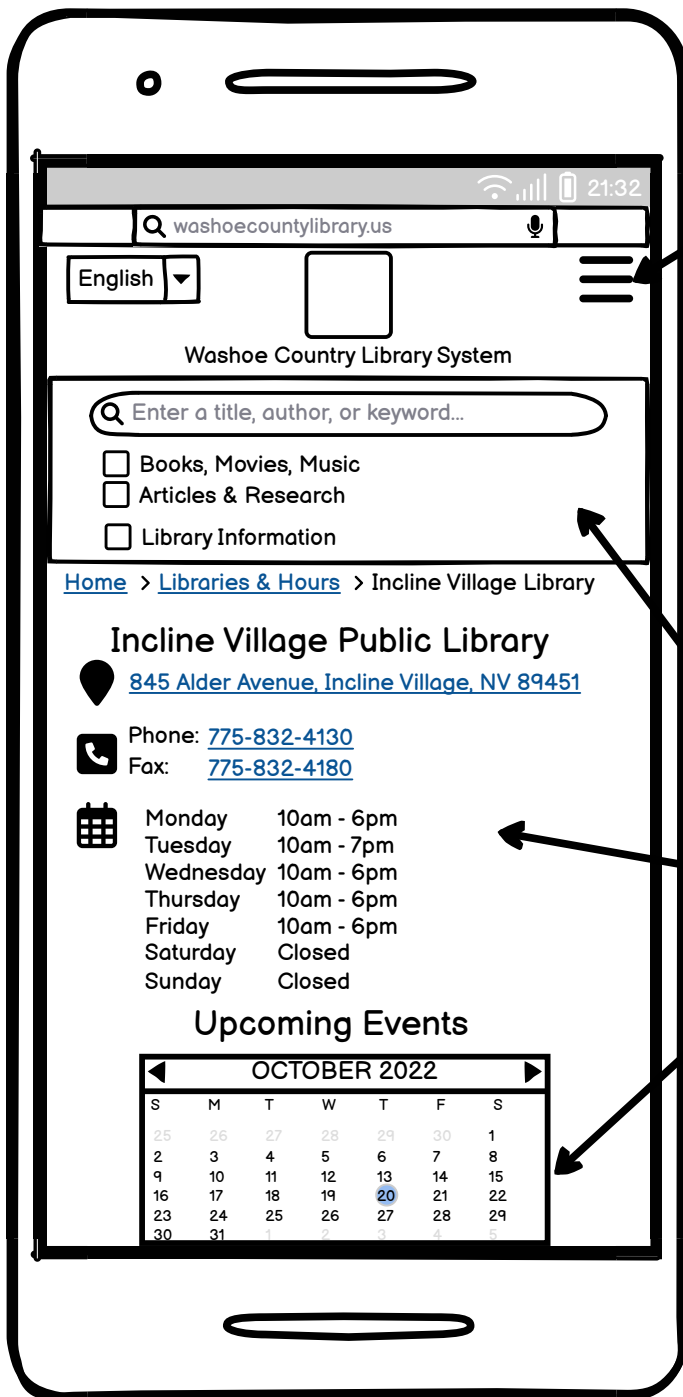 21:32
washoecountylibrary.us
English
Washoe Country Library System
Enter a title, author, or keyword...
Books, Movies, Music
Articles & Research
Library Information
Home > Libraries & Hours > Incline Village Library
Incline Village Public Library
845 Alder Avenue, Incline Village, NV 89451
Phone: 775-832-4130
Fax: 775-832-4180
Monday 10am - 6pm
Tuesday 10am - 7pm
Wednesday 10am - 6pm
Thursday 10am - 6pm
Friday 10am - 6pm
Saturday Closed
Sunday Closed
Upcoming Events
OCTOBER 2022
S M T W T F S
25 26 27 28 29 30 1
2 3 4 5 6 7 8
9 10 11 12 13 14 15
16 17 18 19 20 21 22
23 24 25 26 27 28 29
30 31 1 2 3 4 5